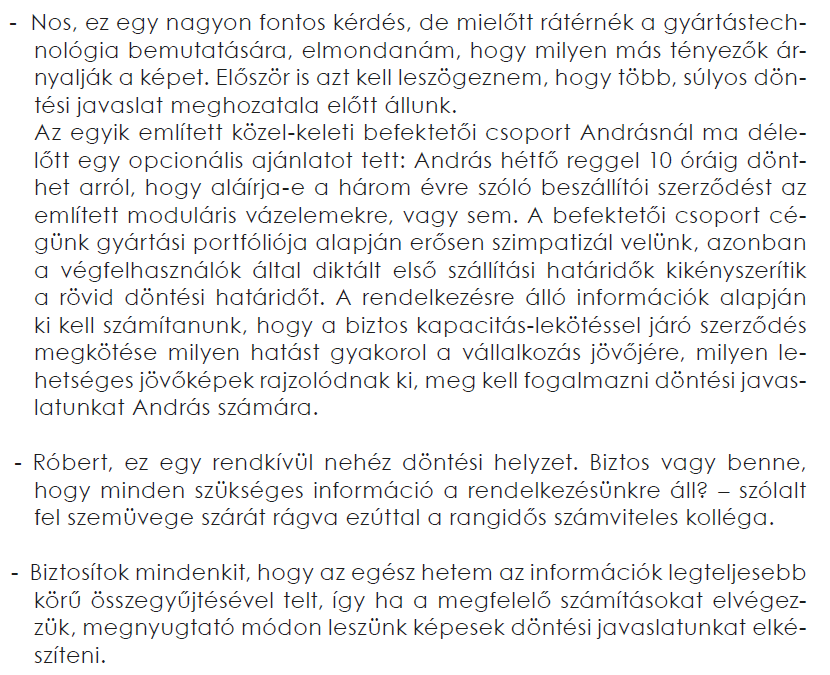 - Nos, ez egy nagyon fontos kérdés, de mielőtt rátérnék a gyártástech-
nológia bemutatására, elmondanám, hogy milyen más tényezők ár-
nyalják a képet. Először is azt kell leszögeznem, hogy több, súlyos dön-
tési javaslat meghozatala előtt állunk.
Az egyik említett közel-keleti befektetői csoport Andrásnál ma déle-
lőtt egy opcionális ajánlatot tett: András hétfő reggel 10 óráig dönt-
het arról, hogy aláírja-e a három évre szóló beszállítói szerződést az
említett moduláris vázelemekre, vagy sem. A befektetői csoport cé-
günk gyártási portfóliója alapján erősen szimpatizál velünk, azonban
a végfelhasználók által diktált első szállítási határidők kikényszerítik
a rövid döntési határidőt. A rendelkezésre álló információk alapján
ki kell számítanunk, hogy a biztos kapacitás-lekötéssel járó szerződés
megkötése milyen hatást gyakorol a vállalkozás jövőjére, milyen le-
hetséges jövőképek rajzolódnak ki, meg kell fogalmazni döntési javas-
latunkat András számára.
- Róbert, ez egy rendkívül nehéz döntési helyzet. Biztos vagy benne,
hogy minden szükséges információ a rendelkezésünkre áll? – szólalt
fel szemüvege szárát rágva ezúttal a rangidős számviteles kolléga.
- Biztosítok mindenkit, hogy az egész hetem az információk legteljesebb
körű összegyűjtésével telt, így ha a megfelelő számításokat elvégez-
zük, megnyugtató módon leszünk képesek döntési javaslatunkat elké-
szíteni.